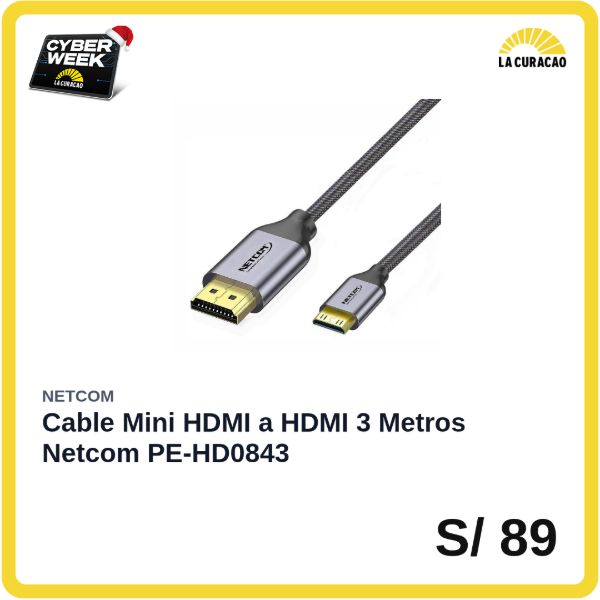 CYBER
WEEK
LA CURACAO
LA CURACAO
NETCOM
NETCOM
NETCOM
Cable Mini HDMI a HDMI 3 Metros
Netcom PE-HD0843
S/ 89